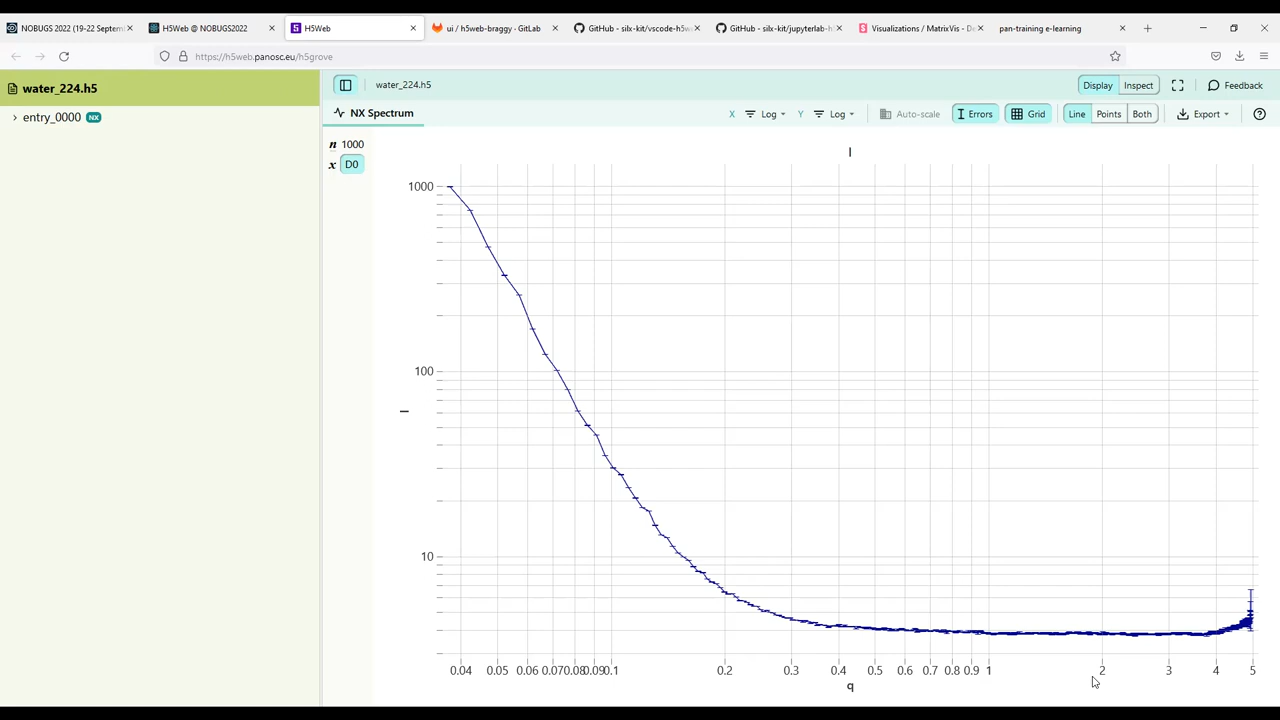 NOBUGS 2022 (19-22 Septem
H5Web @ NOBUGS2022
H5Web
ui / h5web-braggy · GitLab
GitHub - silx-kit/vscode-h5w
GitHub - silx-kit/jupyterlab-h
Visualizations / MatrixVis - De
pan-training e-learning
https://h5web.panosc.eu/h5grove
water_224.h5
water_224.h5
Display
Inspect
Feedback
entry_0000 NX
NX Spectrum
X Log
Y Log
Auto-scale
Errors
Grid
Line
Points
Both
Export
n 1000
x D0
I
1000
100
10
I
0.04 0.05 0.06 0.07 0.08 0.09 0.1 0.2 0.3 0.4 0.5 0.6 0.7 0.8 0.9 1 2 3 4 5
q